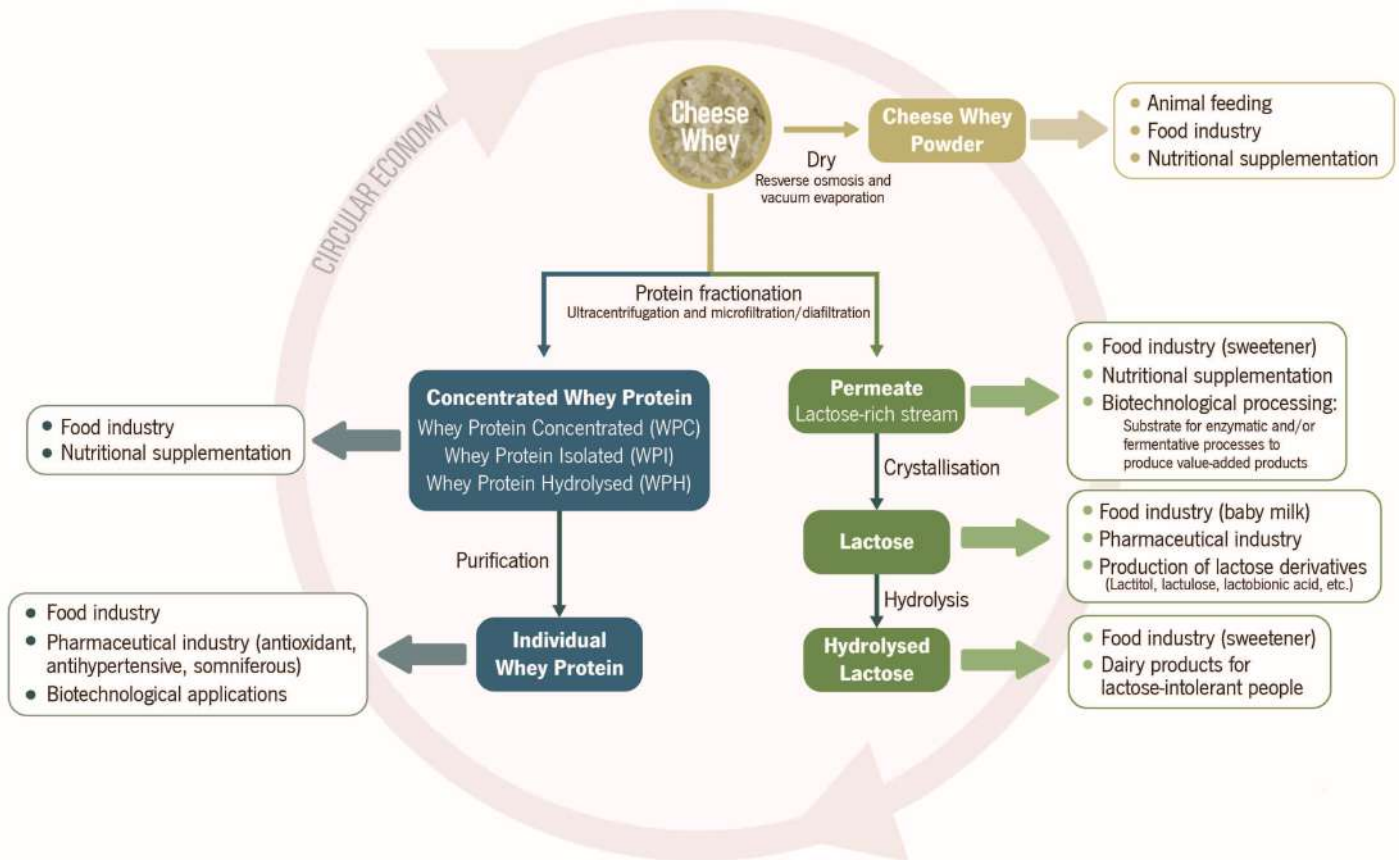 CIRCULAR ECONOMY
Cheese
Whey
Dry
Resverse osmosis and
vacuum evaporation
Cheese Whey
Powder
Animal feeding
Food industry
Nutritional supplementation
Protein fractionation
Ultracentrifugation and microfiltration/diafiltration
Concentrated Whey Protein
Whey Protein Concentrated (WPC)
Whey Protein Isolated (WPI)
Whey Protein Hydrolysed (WPH)
Food industry
Nutritional supplementation
Purification
Individual
Whey Protein
Food industry
Pharmaceutical industry (antioxidant,
antihypertensive, somniferous)
Biotechnological applications
Permeate
Lactose-rich stream
Food industry (sweetener)
Nutritional supplementation
Biotechnological processing:
Substrate for enzymatic and/or
fermentative processes to
produce value-added products
Crystallisation
Lactose
Food industry (baby milk)
Pharmaceutical industry
Production of lactose derivatives
(Lactitol, lactulose, lactobionic acid, etc.)
Hydrolysis
Hydrolysed
Lactose
Food industry (sweetener)
Dairy products for
lactose-intolerant people